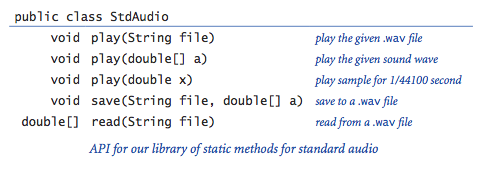 public class StdAudio
void play(String file) play the given .wav file
void play(double[] a) play the given sound wave
void play(double x) play sample for 1/44100 second
void save(String file, double[] a) save to a .wav file
double[] read(String file) read from a .wav file
API for our library of static methods for standard audio